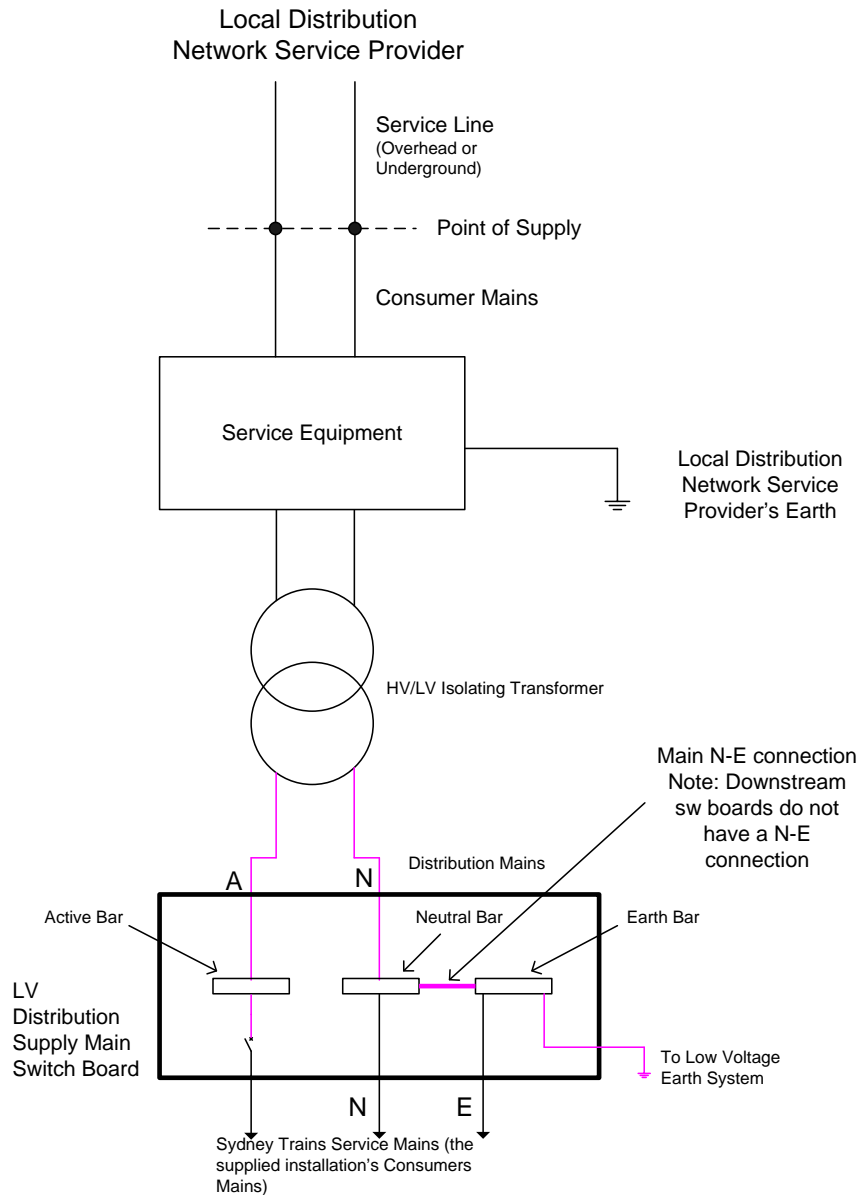 Local Distribution
Network Service Provider
Service Line
(Overhead or
Underground)
Point of Supply
Consumer Mains
Service Equipment
Local Distribution
Network Service
Provider's Earth
HV/LV Isolating Transformer
Main N-E connection
Note: Downstream
sw boards do not
have a N-E
connection
Distribution Mains
A
N
Active Bar
Neutral Bar
Earth Bar
LV
Distribution
Supply Main
Switch Board
To Low Voltage
Earth System
N
E
Sydney Trains Service Mains (the
supplied installation's Consumers
Mains)